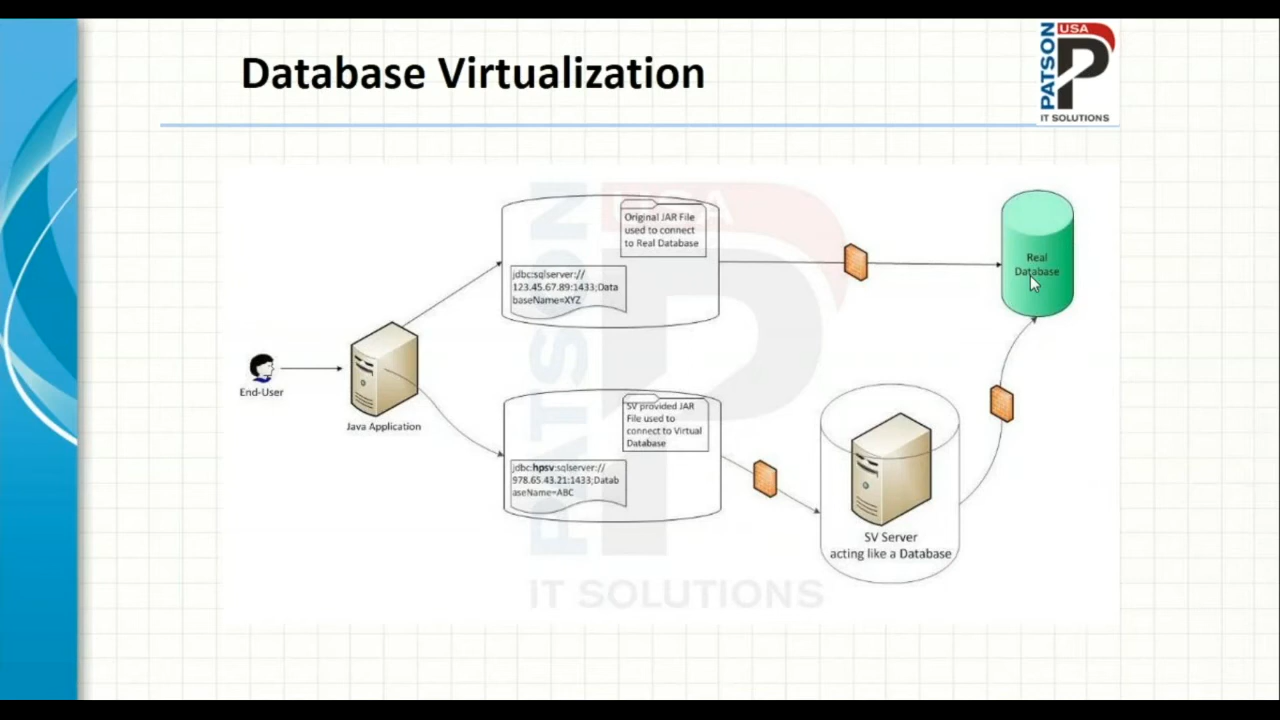 Database Virtualization
PATSON
USA
P
IT SOLUTIONS
USA
PATSON
Original JAR File
used to connect
to Real Database
jdbc:sqlserver://
123.45.67.89:1433;Data
baseName=XYZ
Real
Database
End-User
Java Application
SV provided JAR
File used to
connect to Virtual
Database
jdbc:hpsv:sqlserver://
978.65.43.21:1433;Datab
aseName=ABC
SV Server
acting like a Database
IT SOLUTIONS